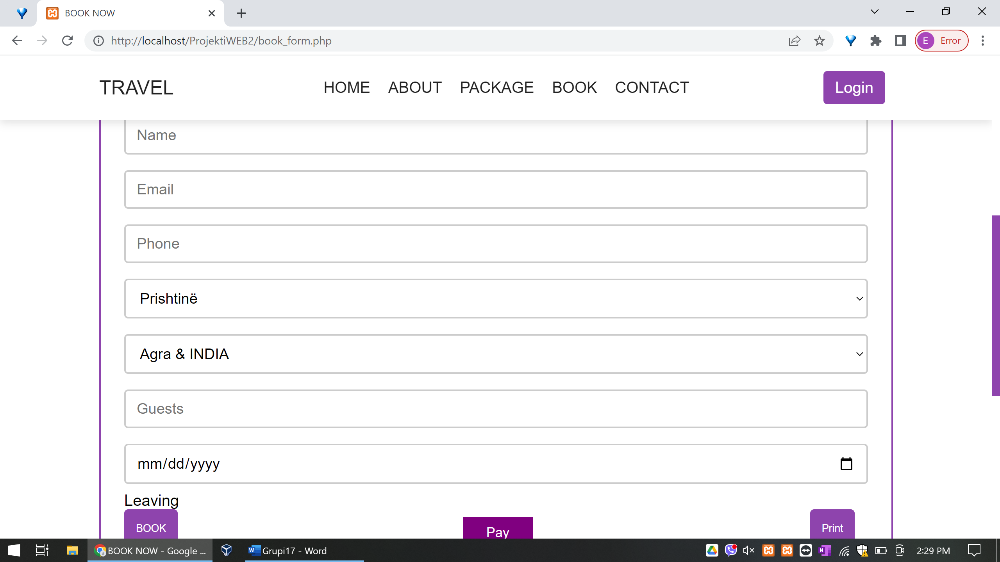 BOOK NOW
http://localhost/ProjektiWEB2/book_form.php
E Error
TRAVEL HOME ABOUT PACKAGE BOOK CONTACT Login
Name
Email
Phone
Prishtinë
Agra & INDIA
Guests
mm/dd/yyyy
Leaving
BOOK Pay Print
BOOK NOW - Google ... Grupi17 - Word 2:29 PM